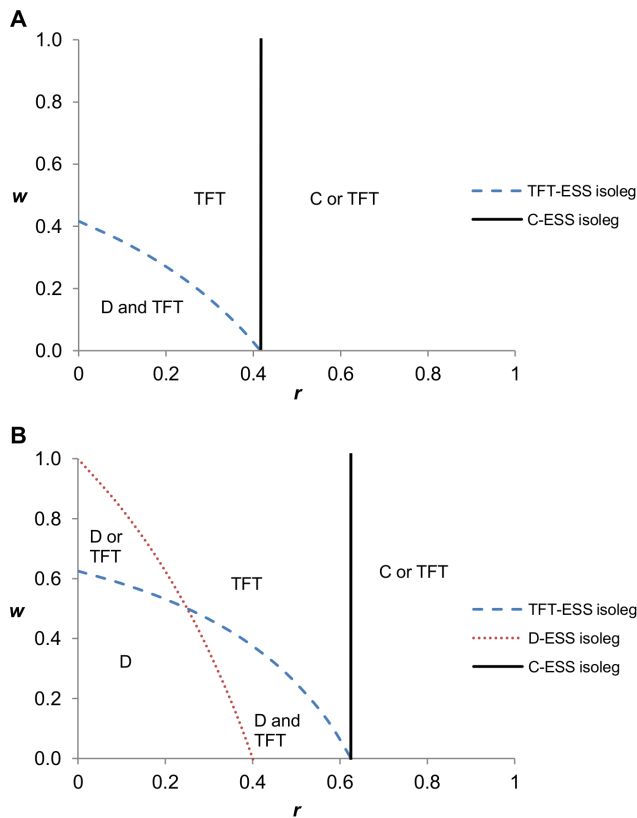 A
1.0
0.8
0.6
w
TFT
C or TFT
TFT-ESS isoleg
C-ESS isoleg
0.4
0.2
D and TFT
0.0
0
0.2
0.4
0.6
0.8
1
r
B
1.0
0.8
D or
TFT
0.6
TFT
C or TFT
w
TFT-ESS isoleg
D-ESS isoleg
C-ESS isoleg
0.4
D
0.2
D and
TFT
0.0
0
0.2
0.4
0.6
0.8
1
r